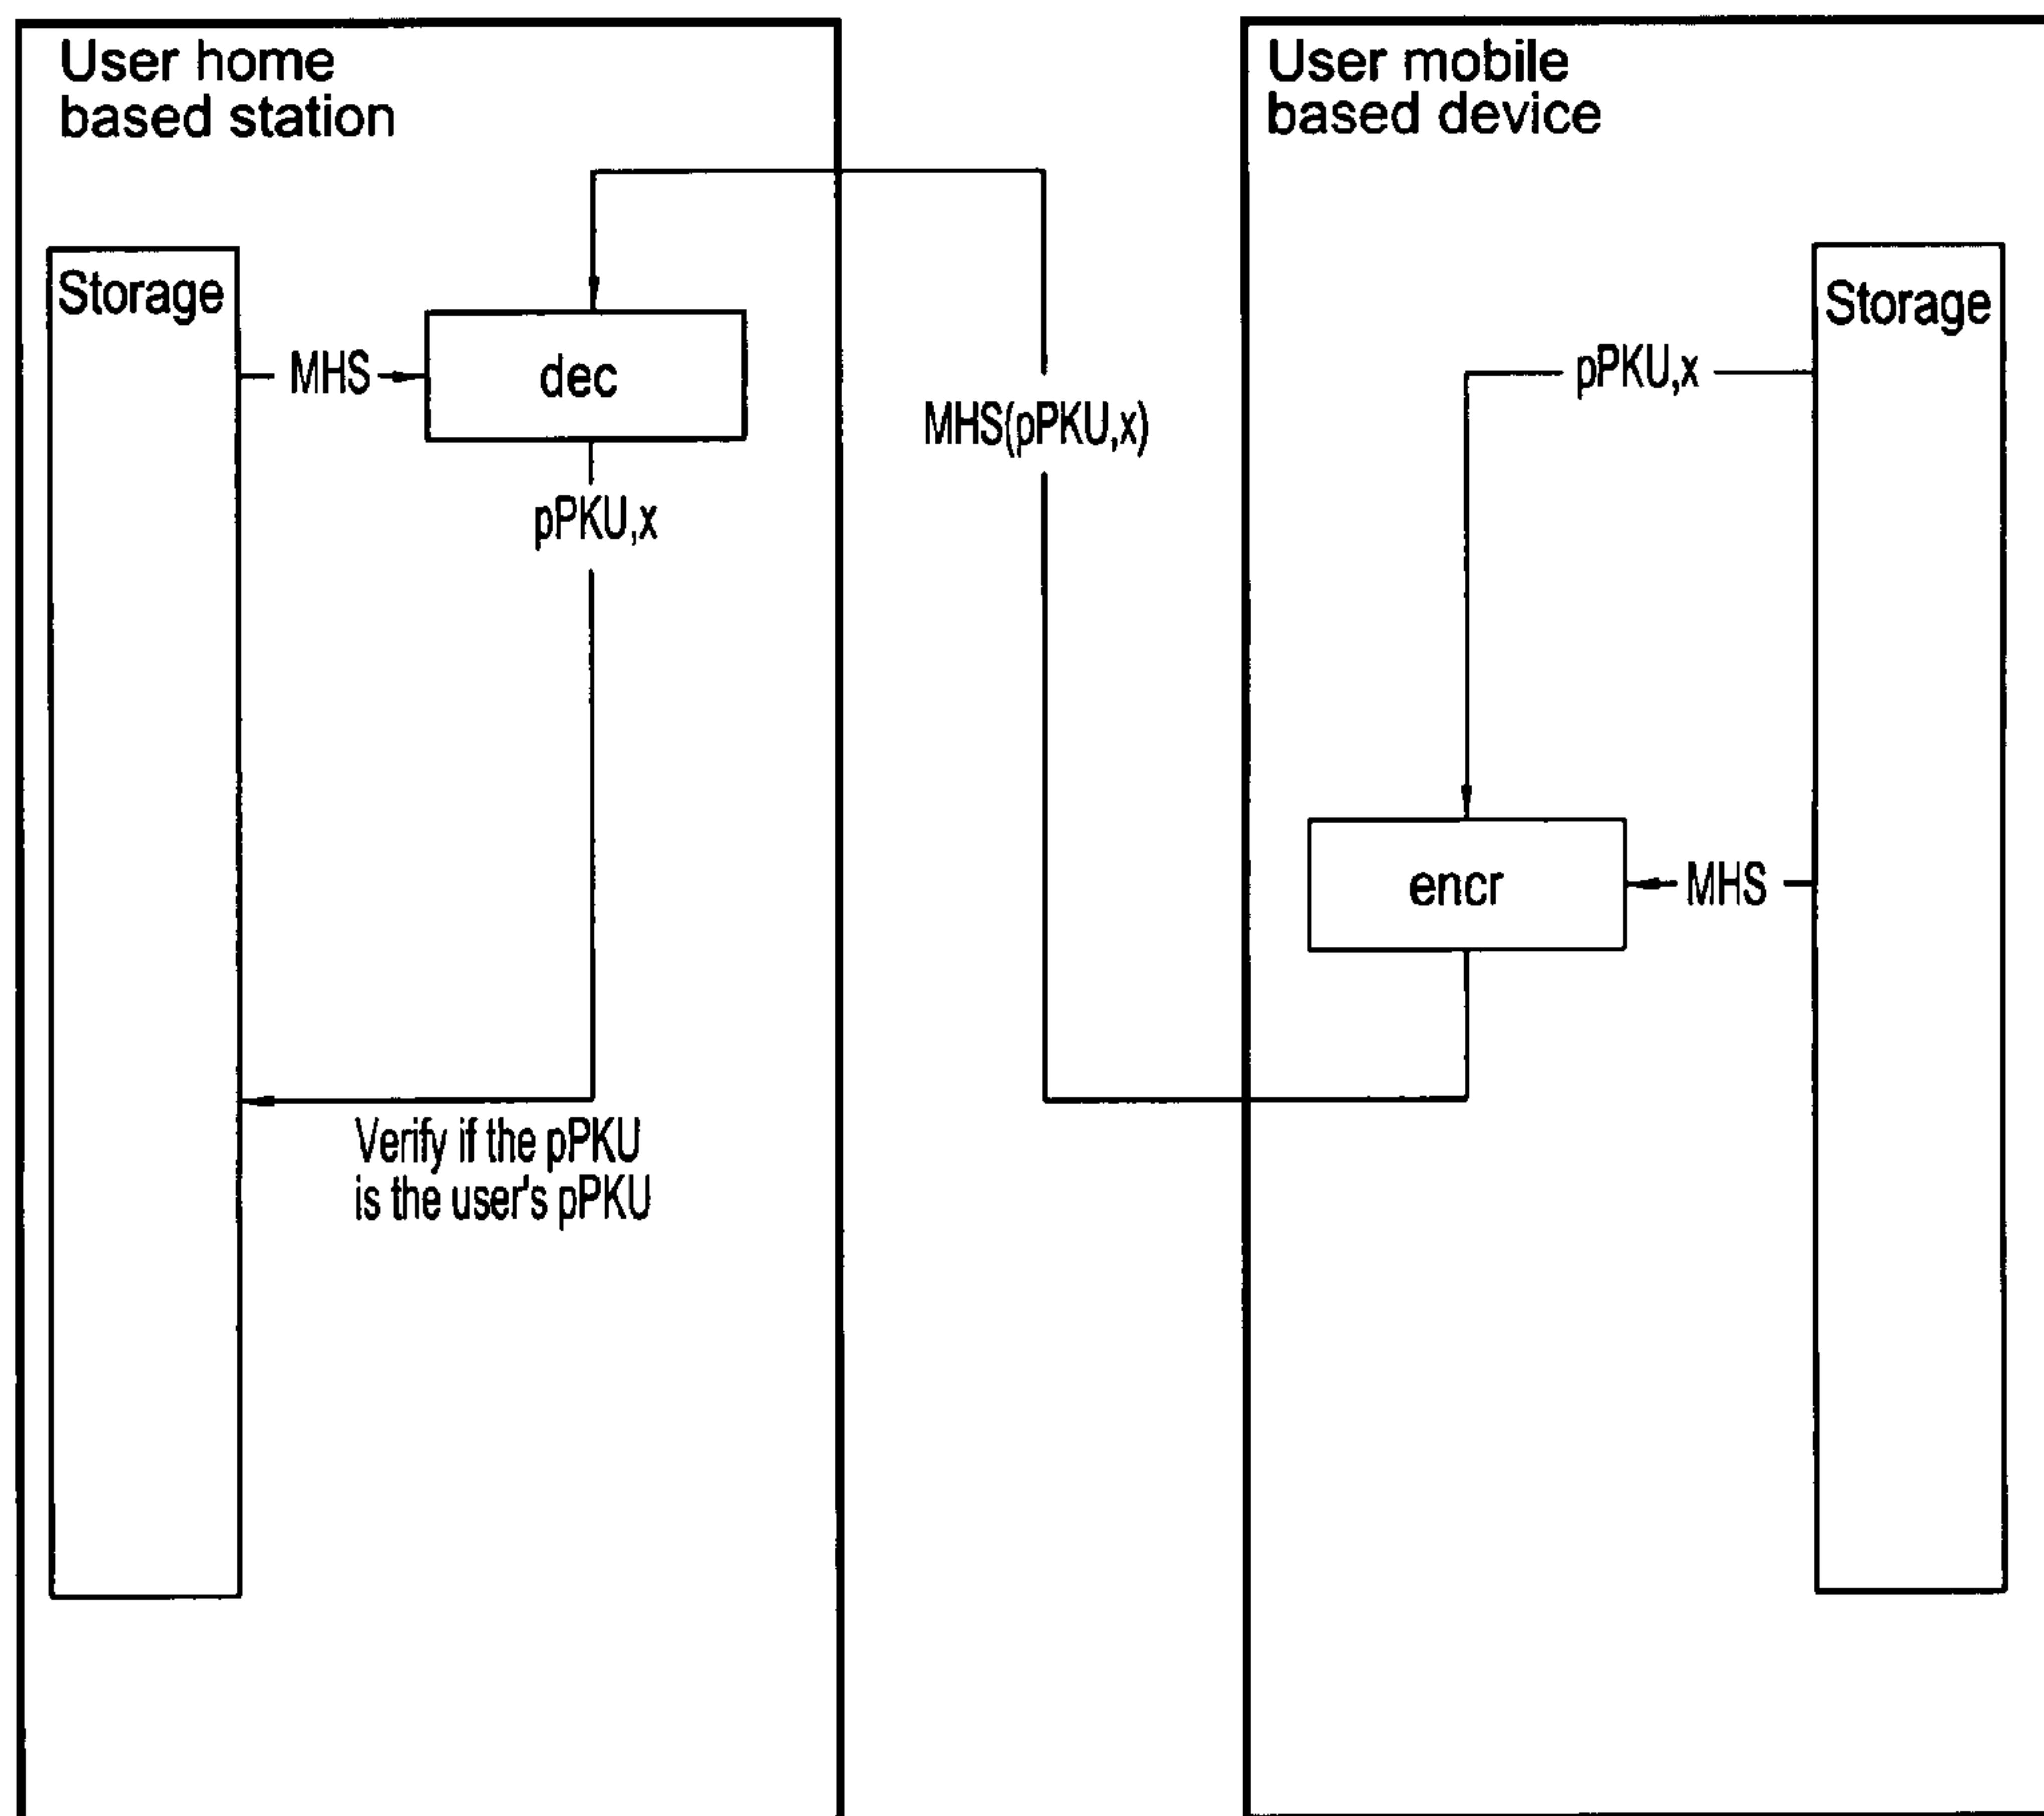 User home
based station
Storage
MHS
dec
pPKU,x
Verify if the pPKU
is the user's pPKU
MHS(pPKU,x)
User mobile
based device
Storage
pPKU,x
encr
MHS